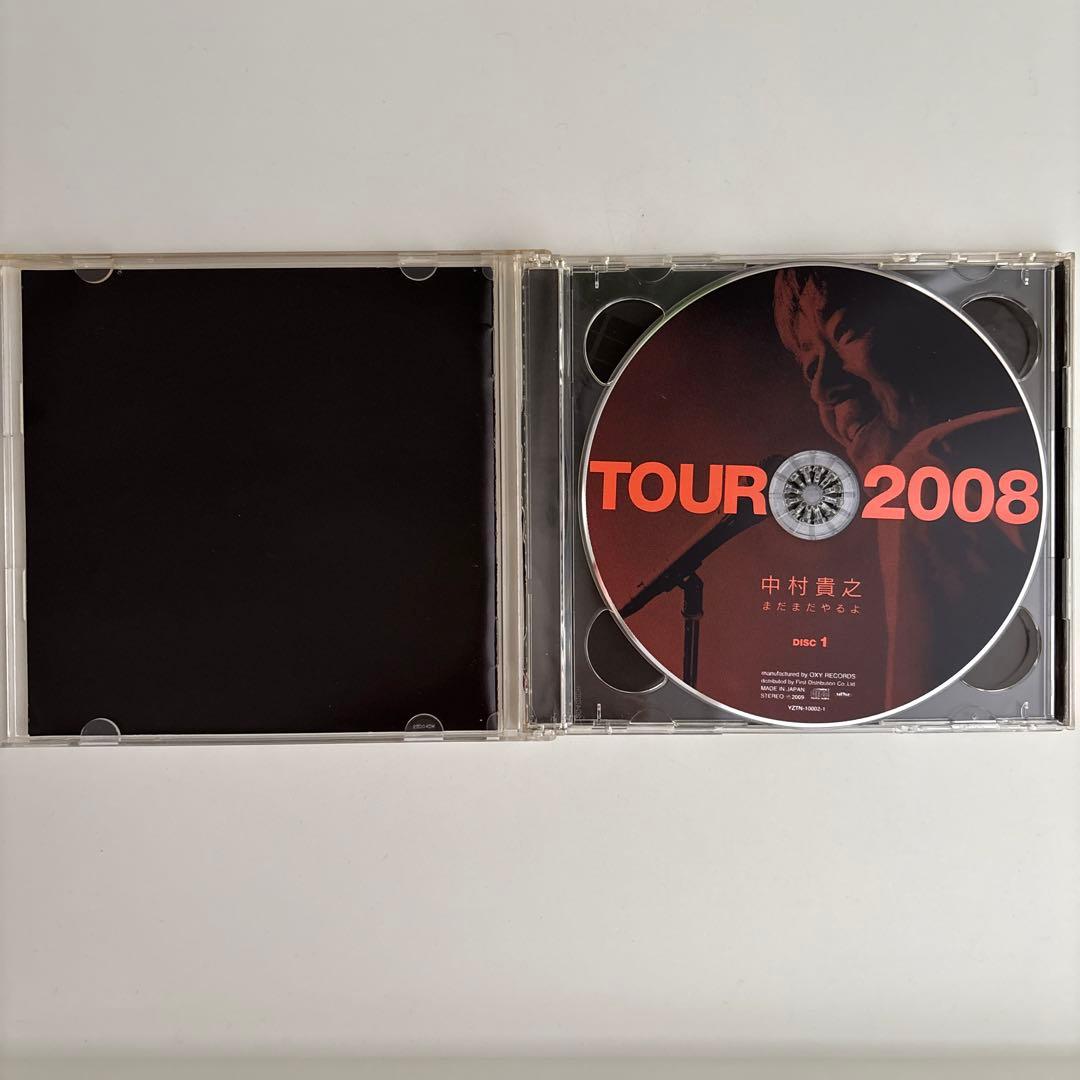 TOUR 2008
中村貴之
まだまだやるよ
DISC 1
manufactured by OXY RECORDS
distributed by First Distribution Co.,Ltd.
MADE IN JAPAN
STEREO ℗2009
YZTN-10002-1